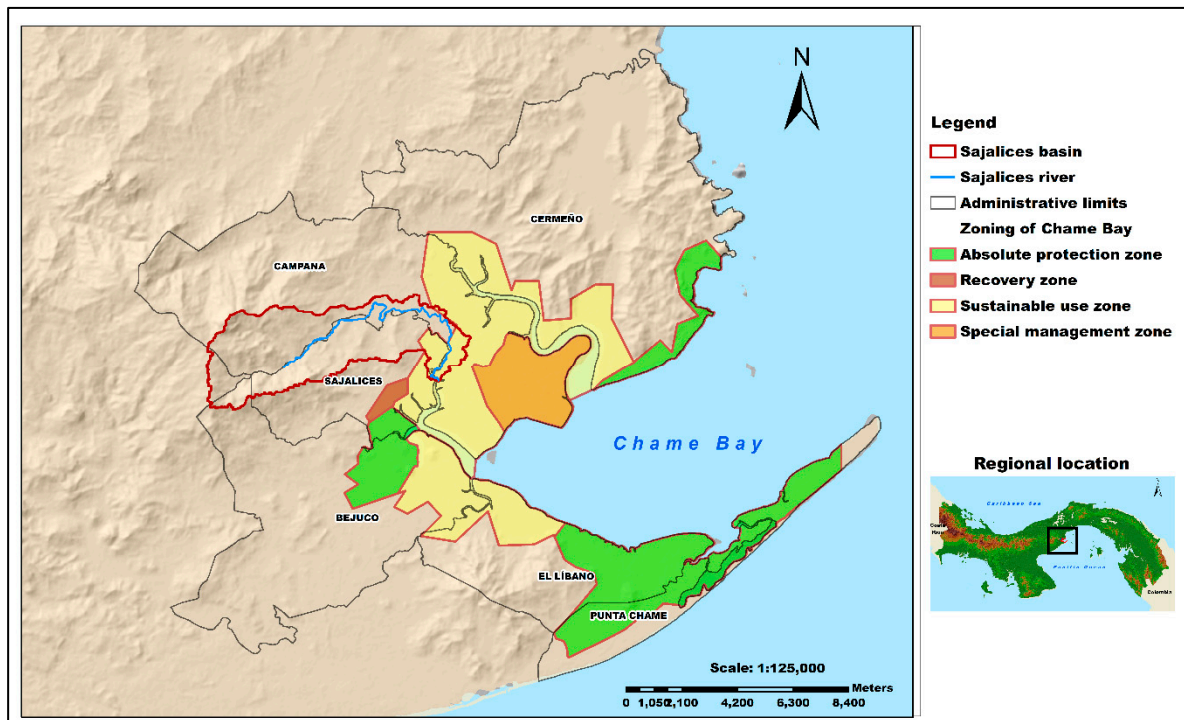 N
CERMEÑO
CAMPANA
SAJALICES
Chame Bay
BEJUCO
EL LÍBANO
PUNTA CHAME
Scale: 1:125,000
Meters
0 1,050 2,100 4,200 6,300 8,400
Legend
Sajalices basin
Sajalices river
Administrative limits
Zoning of Chame Bay
Absolute protection zone
Recovery zone
Sustainable use zone
Special management zone
Regional location
Caribbean Sea
Pacific Ocean
Colombia